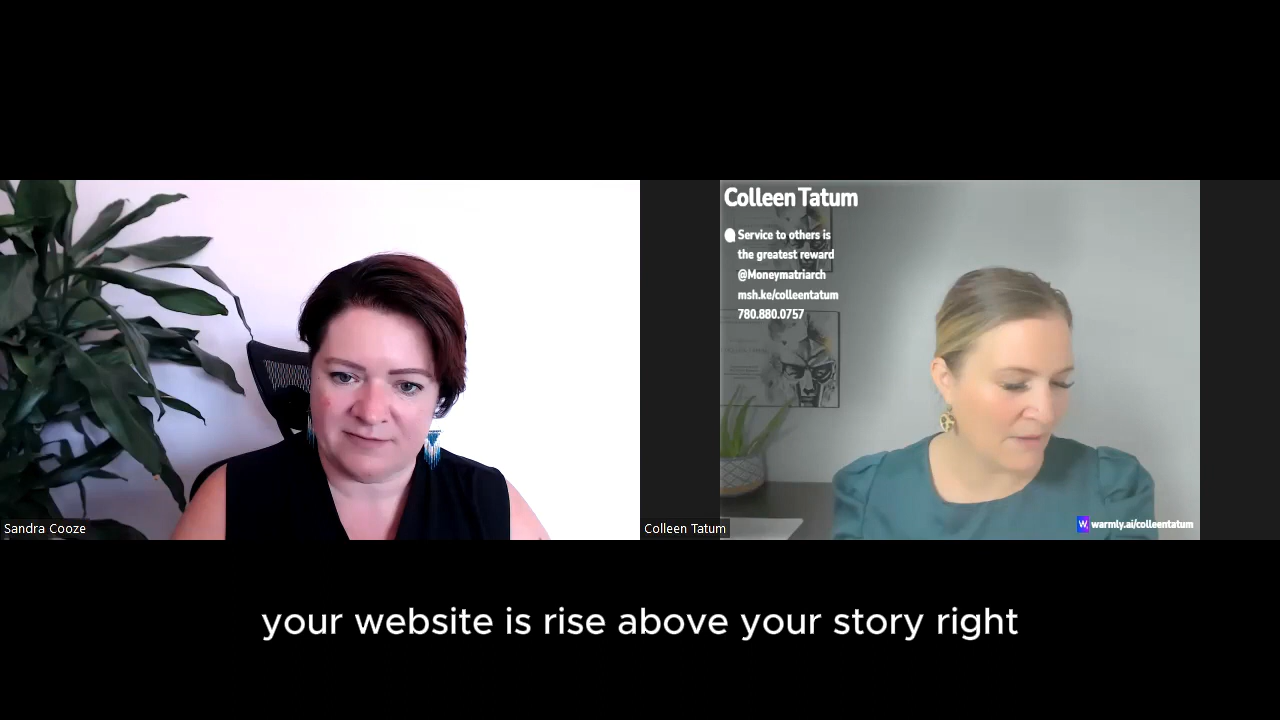 Colleen Tatum
Service to others is
the greatest reward
@Moneymatriarch
msh.ke/colleentatum
780.880.0757
Sandra Cooze
Colleen Tatum
W warmly.ai/colleentatum
your website is rise above your story right